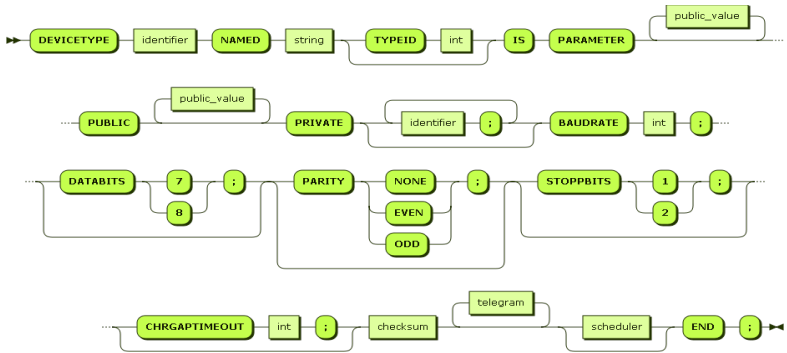 public_value
DEVICETYPE identifier NAMED string TYPEID int IS PARAMETER
public_value
PUBLIC PRIVATE identifier ; BAUDRATE int ;
DATABITS 7 ; PARITY NONE ; STOPPBITS 1 ;
8 EVEN 2
ODD
telegram
CHRGAPTIMEOUT int ; checksum scheduler END ;